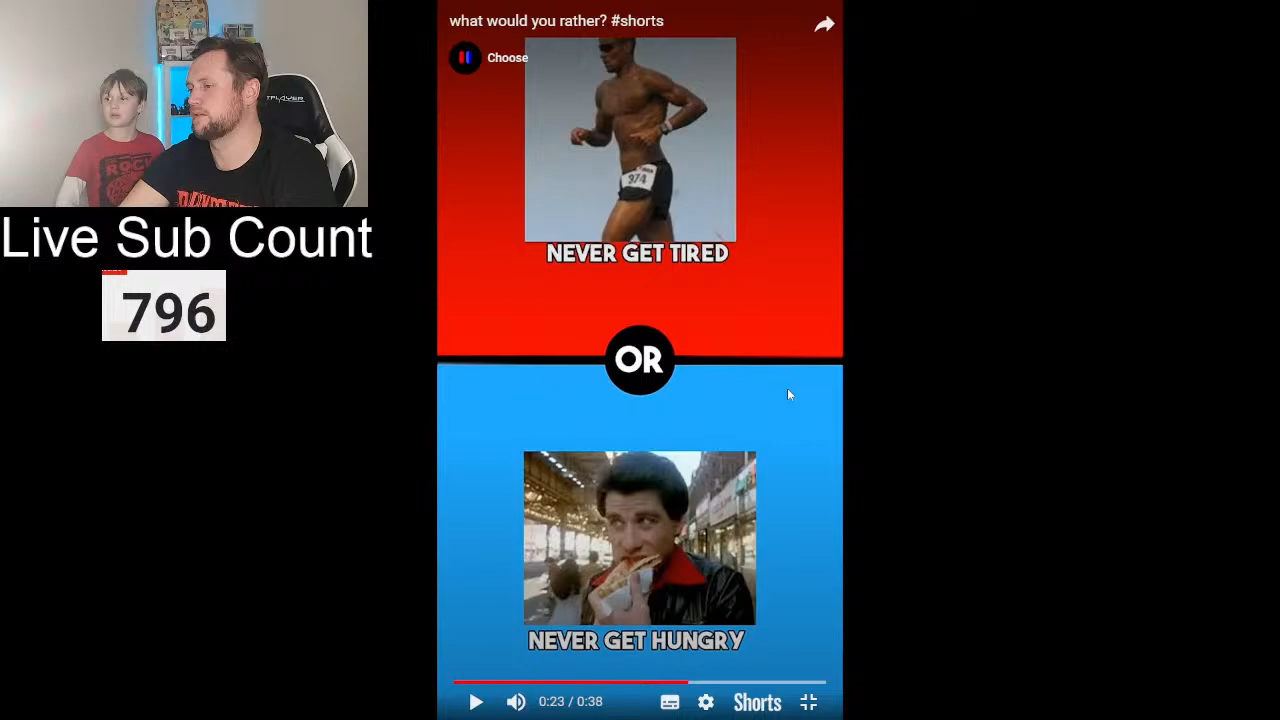 what would you rather? #shorts
Choose
ROCK
Live Sub Count
796
974
NEVER GET TIRED
OR
NEVER GET HUNGRY
0:23 / 0:38
Shorts